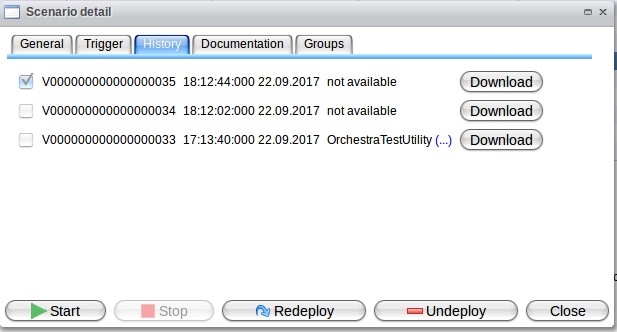 Scenario detail
General Trigger History Documentation Groups
V000000000000000035 18:12:44:000 22.09.2017 not available Download
V000000000000000034 18:12:02:000 22.09.2017 not available Download
V000000000000000033 17:13:40:000 22.09.2017 OrchestraTestUtility (...) Download
Start Stop Redeploy Undeploy Close